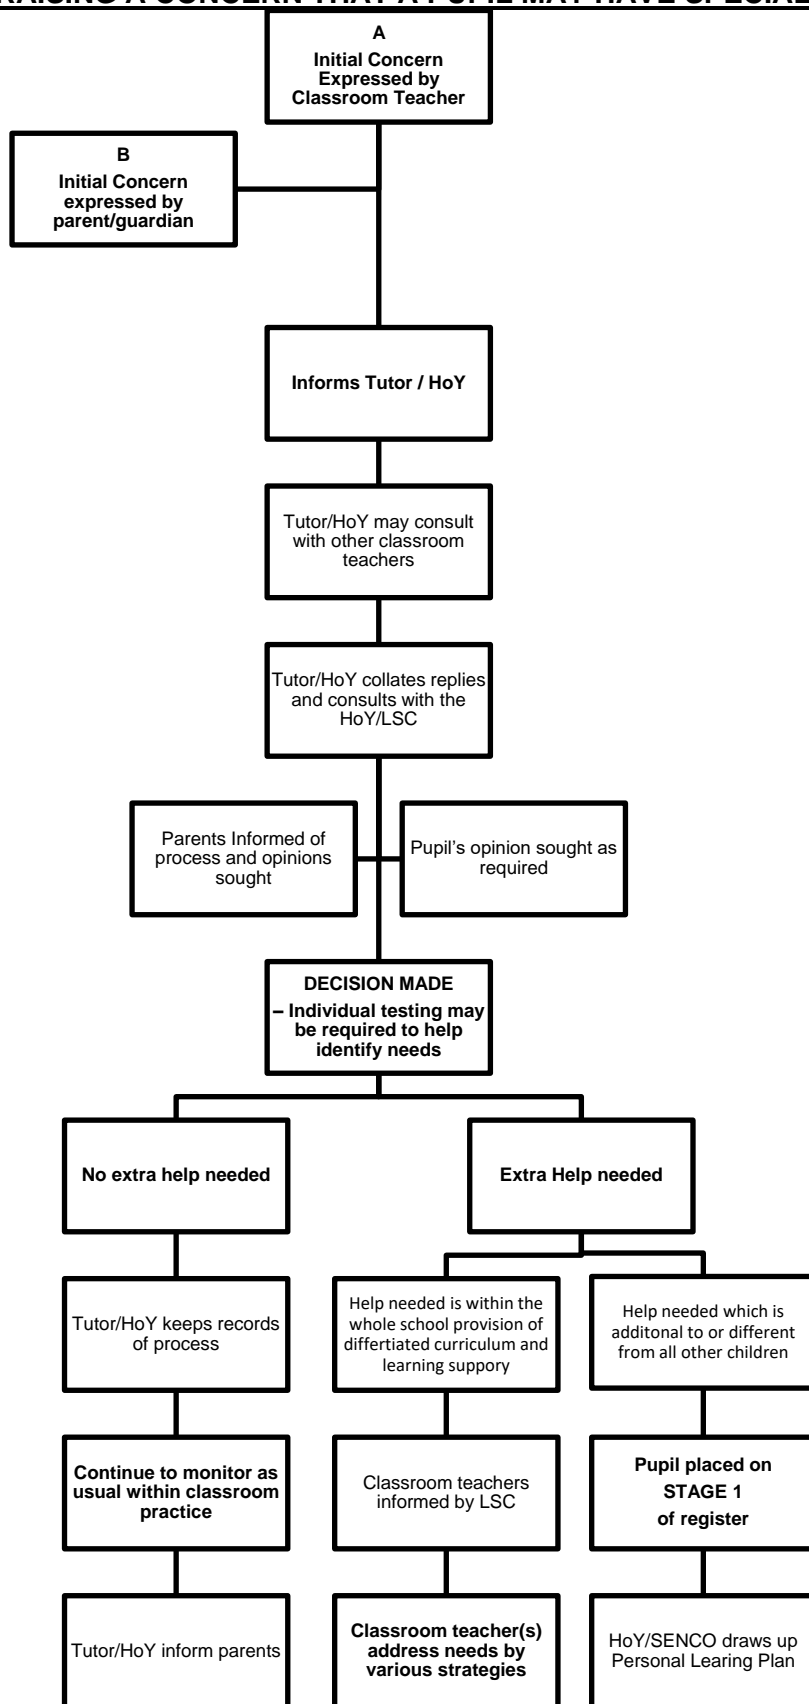 RAISING A CONCERN THAT A PUPIL MAY HAVE SPECIAL
A
Initial Concern
Expressed by
Classroom Teacher
B
Initial Concern
expressed by
parent/guardian
Informs Tutor / HoY
Tutor/HoY may consult
with other classroom
teachers
Tutor/HoY collates replies
and consults with the
HoY/LSC
Parents Informed of
process and opinions
sought
Pupil's opinion sought as
required
DECISION MADE
– Individual testing may
be required to help
identify needs
No extra help needed
Extra Help needed
Tutor/HoY keeps records
of process
Help needed is within the
whole school provision of
differtiated curriculum and
learning suppory
Help needed which is
additonal to or different
from all other children
Continue to monitor as
usual within classroom
practice
Classroom teachers
informed by LSC
Pupil placed on
STAGE 1
of register
Tutor/HoY inform parents
Classroom teacher(s)
address needs by
various strategies
HoY/SENCO draws up
Personal Learing Plan